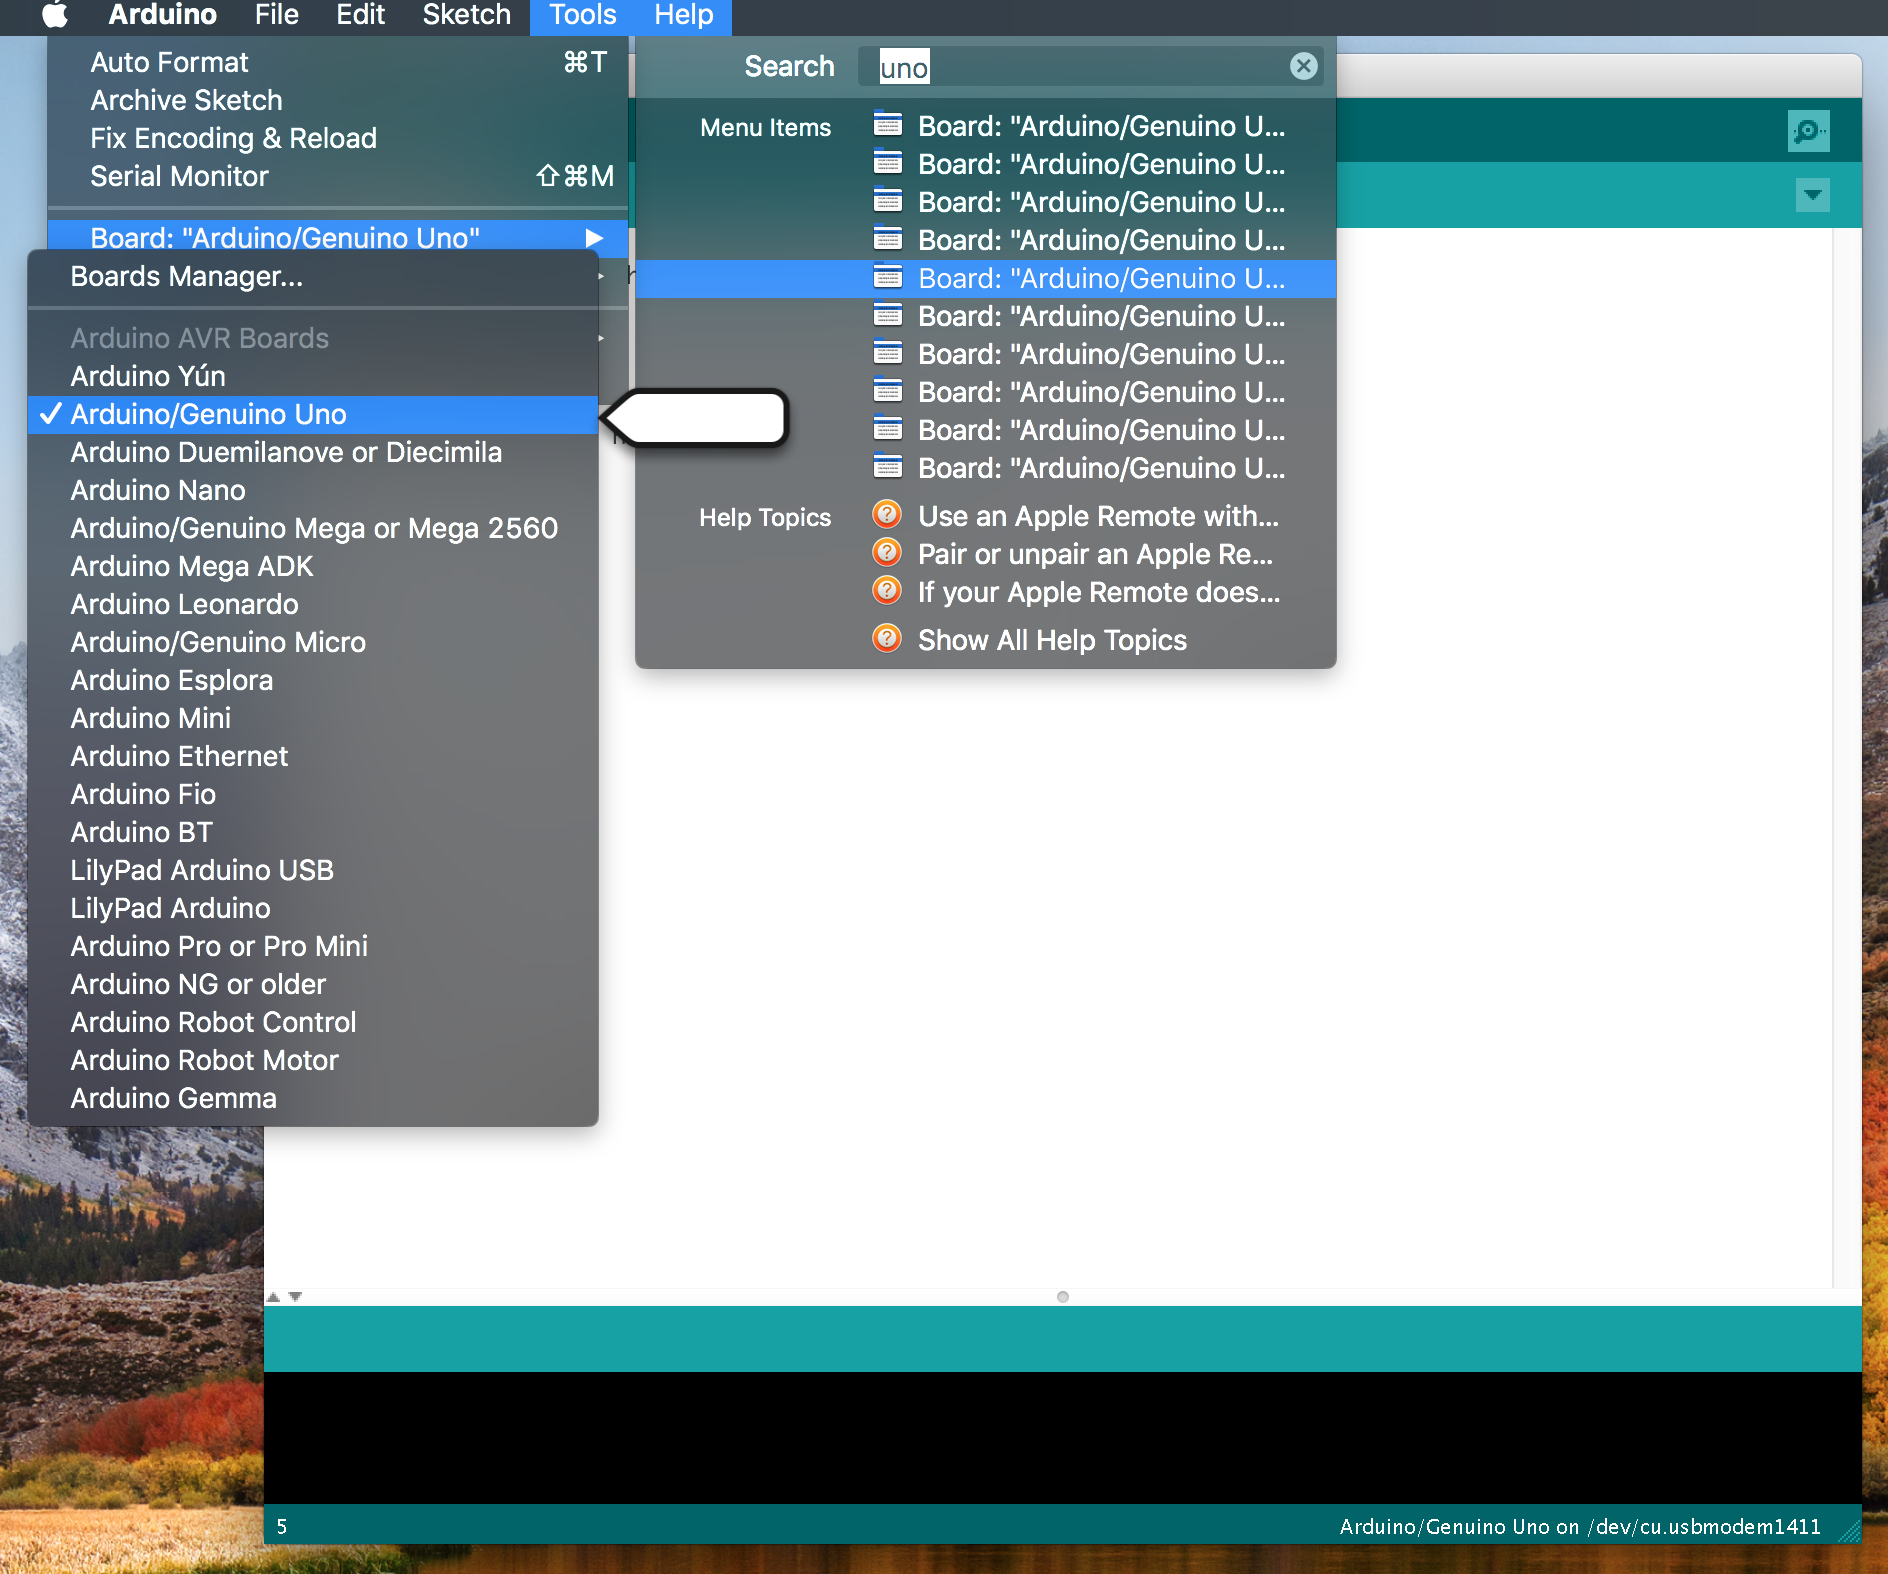 Arduino File Edit Sketch Tools Help
Auto Format ⌘T
Archive Sketch
Fix Encoding & Reload
Serial Monitor ⇧⌘M
Board: "Arduino/Genuino Uno"
Boards Manager...
Arduino AVR Boards
Arduino Yún
Arduino/Genuino Uno
Arduino Duemilanove or Diecimila
Arduino Nano
Arduino/Genuino Mega or Mega 2560
Arduino Mega ADK
Arduino Leonardo
Arduino/Genuino Micro
Arduino Esplora
Arduino Mini
Arduino Ethernet
Arduino Fio
Arduino BT
LilyPad Arduino USB
LilyPad Arduino
Arduino Pro or Pro Mini
Arduino NG or older
Arduino Robot Control
Arduino Robot Motor
Arduino Gemma
Search uno
Menu Items Board: "Arduino/Genuino U...
Board: "Arduino/Genuino U...
Board: "Arduino/Genuino U...
Board: "Arduino/Genuino U...
Board: "Arduino/Genuino U...
Board: "Arduino/Genuino U...
Board: "Arduino/Genuino U...
Board: "Arduino/Genuino U...
Board: "Arduino/Genuino U...
Board: "Arduino/Genuino U...
Help Topics Use an Apple Remote with...
Pair or unpair an Apple Re...
If your Apple Remote does...
Show All Help Topics
5 Arduino/Genuino Uno on /dev/cu.usbmodem1411